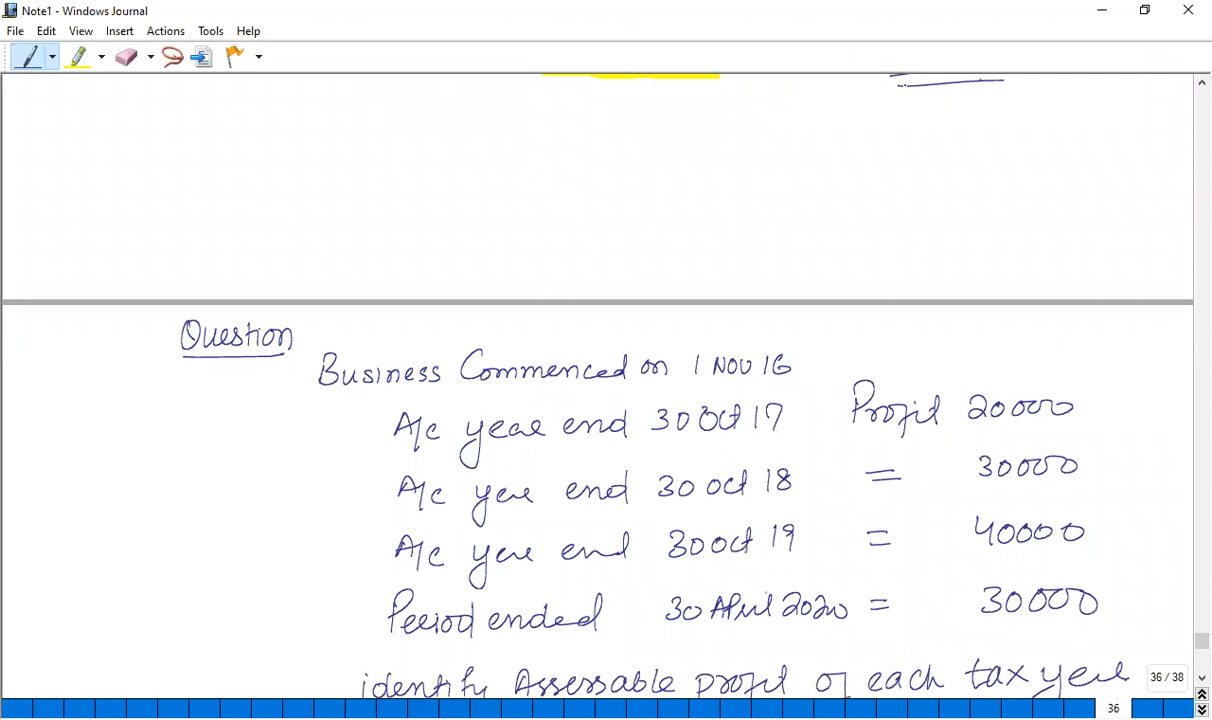 Note1 - Windows Journal
File Edit View Insert Actions Tools Help
Question
Business Commenced on 1 NOV 16
A/c year end 30 Oct 17 Profit 20000
A/c year end 30 Oct 18 = 30000
A/c year end 30 Oct 19 = 40000
Period ended 30 April 2020 = 30000
identify Assessable profit of each tax year
36 / 38
36